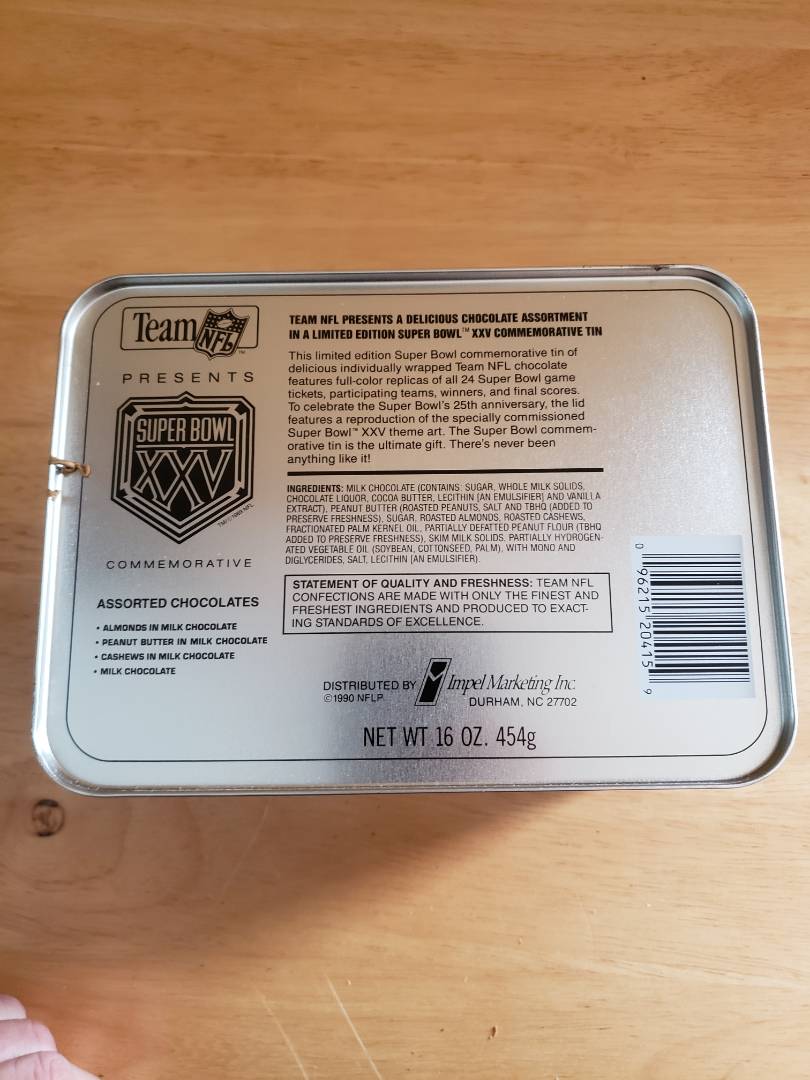 Team NFL™
PRESENTS
SUPER BOWL
XXV
TM/©1989 NFL
COMMEMORATIVE
ASSORTED CHOCOLATES
• ALMONDS IN MILK CHOCOLATE
• PEANUT BUTTER IN MILK CHOCOLATE
• CASHEWS IN MILK CHOCOLATE
• MILK CHOCOLATE
TEAM NFL PRESENTS A DELICIOUS CHOCOLATE ASSORTMENT
IN A LIMITED EDITION SUPER BOWL™ XXV COMMEMORATIVE TIN
This limited edition Super Bowl commemorative tin of
delicious individually wrapped Team NFL chocolate
features full-color replicas of all 24 Super Bowl game
tickets, participating teams, winners, and final scores.
To celebrate the Super Bowl's 25th anniversary, the lid
features a reproduction of the specially commissioned
Super Bowl™ XXV theme art. The Super Bowl commem-
orative tin is the ultimate gift. There's never been
anything like it!
INGREDIENTS: MILK CHOCOLATE (CONTAINS: SUGAR, WHOLE MILK SOLIDS,
CHOCOLATE LIQUOR, COCOA BUTTER, LECITHIN [AN EMULSIFIER] AND VANILLA
EXTRACT), PEANUT BUTTER (ROASTED PEANUTS, SALT AND TBHQ (ADDED TO
PRESERVE FRESHNESS), SUGAR, ROASTED ALMONDS, ROASTED CASHEWS,
FRACTIONATED PALM KERNEL OIL, PARTIALLY DEFATTED PEANUT FLOUR (TBHQ
ADDED TO PRESERVE FRESHNESS), SKIM MILK SOLIDS, PARTIALLY HYDROGEN-
ATED VEGETABLE OIL (SOYBEAN, COTTONSEED, PALM), WITH MONO AND
DIGLYCERIDES, SALT, LECITHIN [AN EMULSIFIER].
STATEMENT OF QUALITY AND FRESHNESS: TEAM NFL
CONFECTIONS ARE MADE WITH ONLY THE FINEST AND
FRESHEST INGREDIENTS AND PRODUCED TO EXACT-
ING STANDARDS OF EXCELLENCE.
DISTRIBUTED BY Impel Marketing Inc.
©1990 NFLP DURHAM, NC 27702
NET WT 16 OZ. 454g
0 96215 20415 9